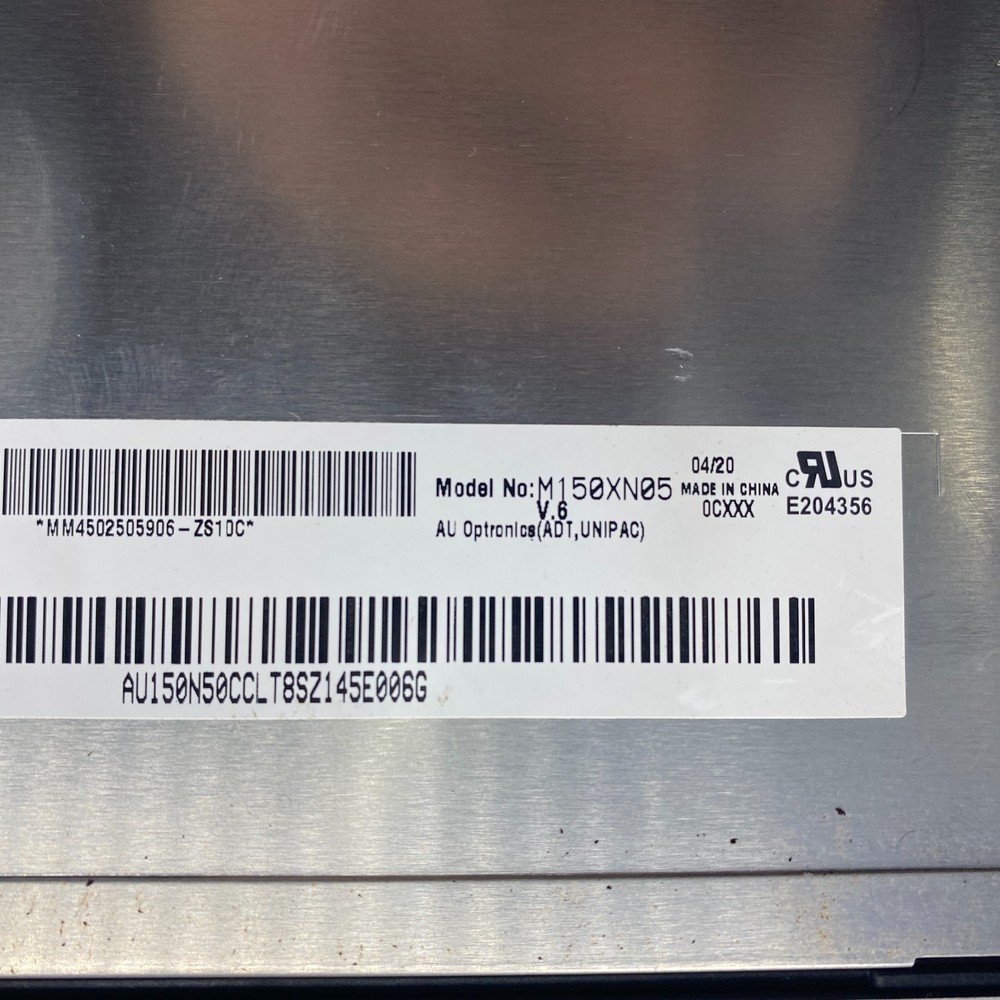 *MM4502505906-ZS10C*
Model No:M150XN05
V.6
AU Optronics(ADT,UNIPAC)
04/20
MADE IN CHINA
0CXXX
C RU US
E204356
AU150N50CCLT8SZ145E006G